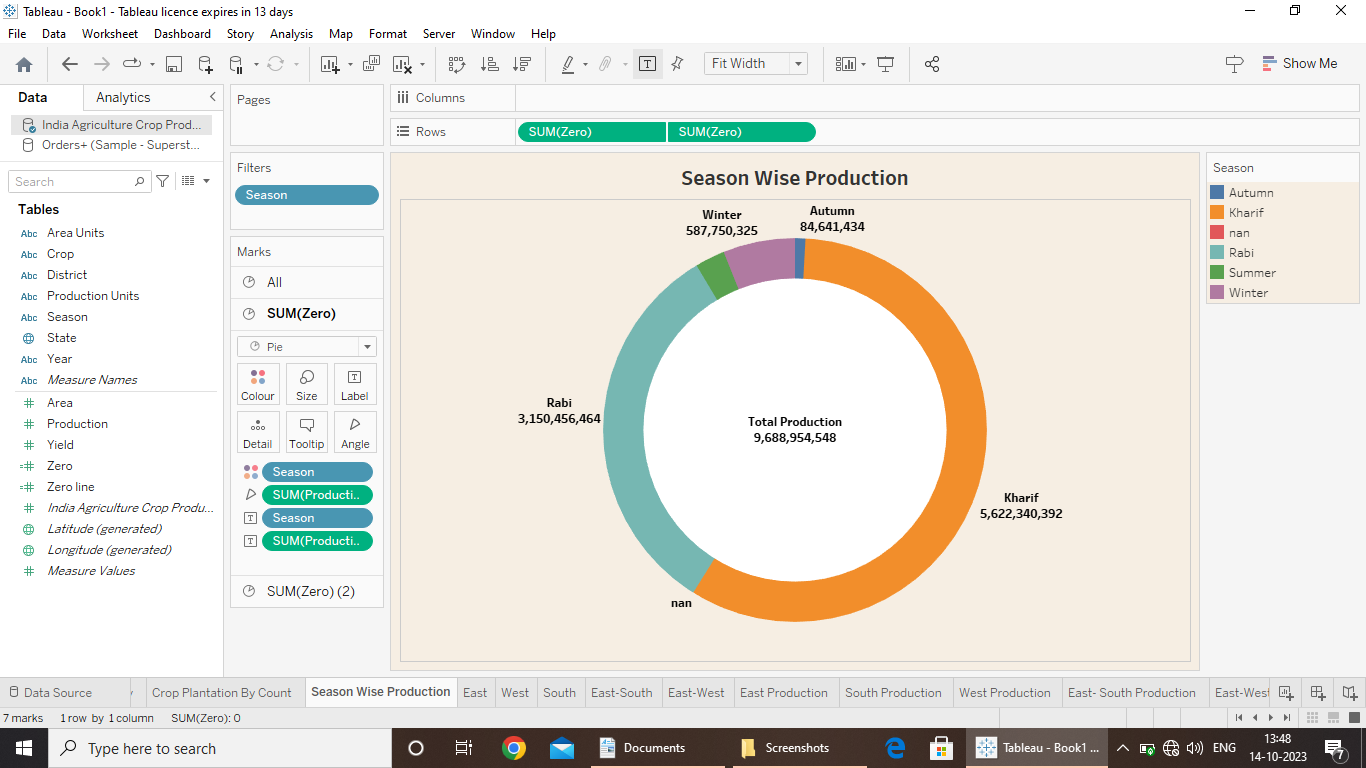 Tableau - Book1 - Tableau licence expires in 13 days
File Data Worksheet Dashboard Story Analysis Map Format Server Window Help
Fit Width
Show Me
Data Analytics
India Agriculture Crop Prod...
Orders+ (Sample - Superst...
Search
Tables
Abc Area Units
Abc Crop
Abc District
Abc Production Units
Abc Season
State
Abc Year
Abc Measure Names
# Area
# Production
# Yield
=# Zero
=# Zero line
# India Agriculture Crop Produ...
Latitude (generated)
Longitude (generated)
# Measure Values
Pages
Filters
Season
Marks
All
SUM(Zero)
Pie
Colour Size Label
Detail Tooltip Angle
Season
SUM(Producti..
Season
SUM(Producti..
SUM(Zero) (2)
Columns
Rows SUM(Zero) SUM(Zero)
Season Wise Production
Winter
587,750,325
Autumn
84,641,434
Rabi
3,150,456,464
Total Production
9,688,954,548
Kharif
5,622,340,392
nan
Season
Autumn
Kharif
nan
Rabi
Summer
Winter
Data Source Crop Plantation By Count Season Wise Production East West South East-South East-West East Production South Production West Production East- South Production East-West
7 marks 1 row by 1 column SUM(Zero): 0
Type here to search
Documents
Screenshots
Tableau - Book1 ...
ENG
13:48
14-10-2023
7